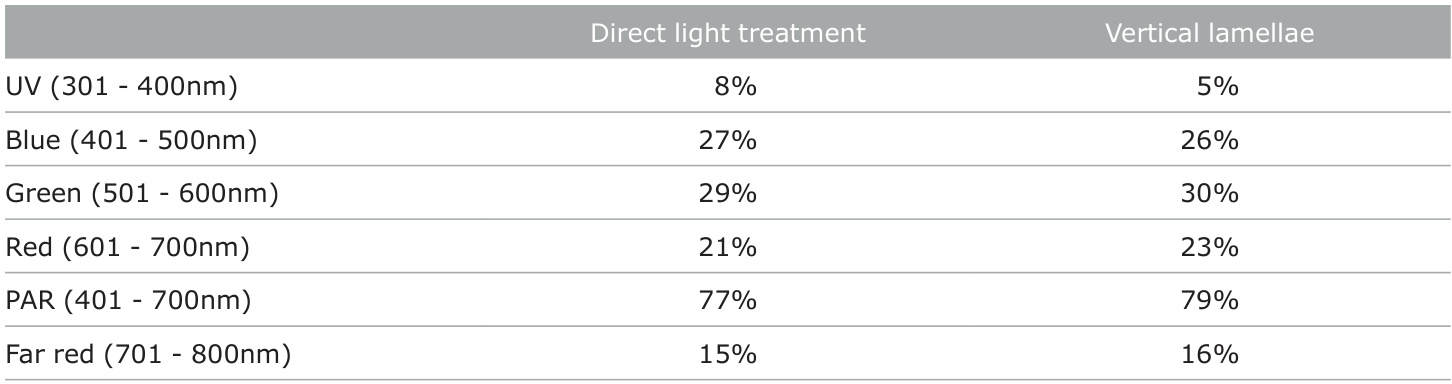 Direct light treatment Vertical lamellae
UV (301 - 400nm) 8% 5%
Blue (401 - 500nm) 27% 26%
Green (501 - 600nm) 29% 30%
Red (601 - 700nm) 21% 23%
PAR (401 - 700nm) 77% 79%
Far red (701 - 800nm) 15% 16%